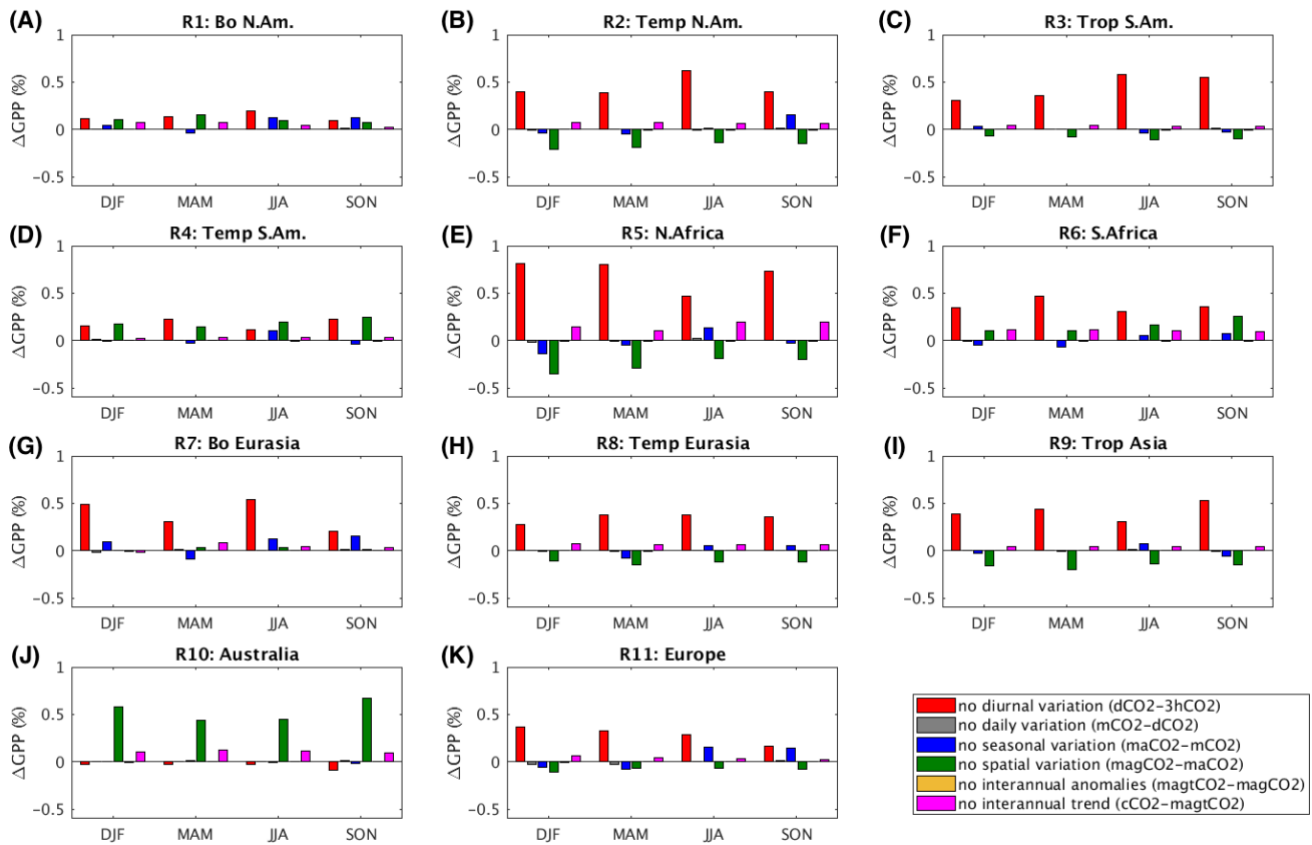 (A) R1: Bo N.Am.
ΔGPP (%)
1
0.5
0
−0.5
DJF MAM JJA SON
(B) R2: Temp N.Am.
ΔGPP (%)
1
0.5
0
−0.5
DJF MAM JJA SON
(C) R3: Trop S.Am.
ΔGPP (%)
1
0.5
0
−0.5
DJF MAM JJA SON
(D) R4: Temp S.Am.
ΔGPP (%)
1
0.5
0
−0.5
DJF MAM JJA SON
(E) R5: N.Africa
ΔGPP (%)
1
0.5
0
−0.5
DJF MAM JJA SON
(F) R6: S.Africa
ΔGPP (%)
1
0.5
0
−0.5
DJF MAM JJA SON
(G) R7: Bo Eurasia
ΔGPP (%)
1
0.5
0
−0.5
DJF MAM JJA SON
(H) R8: Temp Eurasia
ΔGPP (%)
1
0.5
0
−0.5
DJF MAM JJA SON
(I) R9: Trop Asia
ΔGPP (%)
1
0.5
0
−0.5
DJF MAM JJA SON
(J) R10: Australia
ΔGPP (%)
1
0.5
0
−0.5
DJF MAM JJA SON
(K) R11: Europe
ΔGPP (%)
1
0.5
0
−0.5
DJF MAM JJA SON
no diurnal variation (dCO2−3hCO2)
no daily variation (mCO2−dCO2)
no seasonal variation (maCO2−mCO2)
no spatial variation (magCO2−maCO2)
no interannual anomalies (magtCO2−magCO2)
no interannual trend (cCO2−magtCO2)